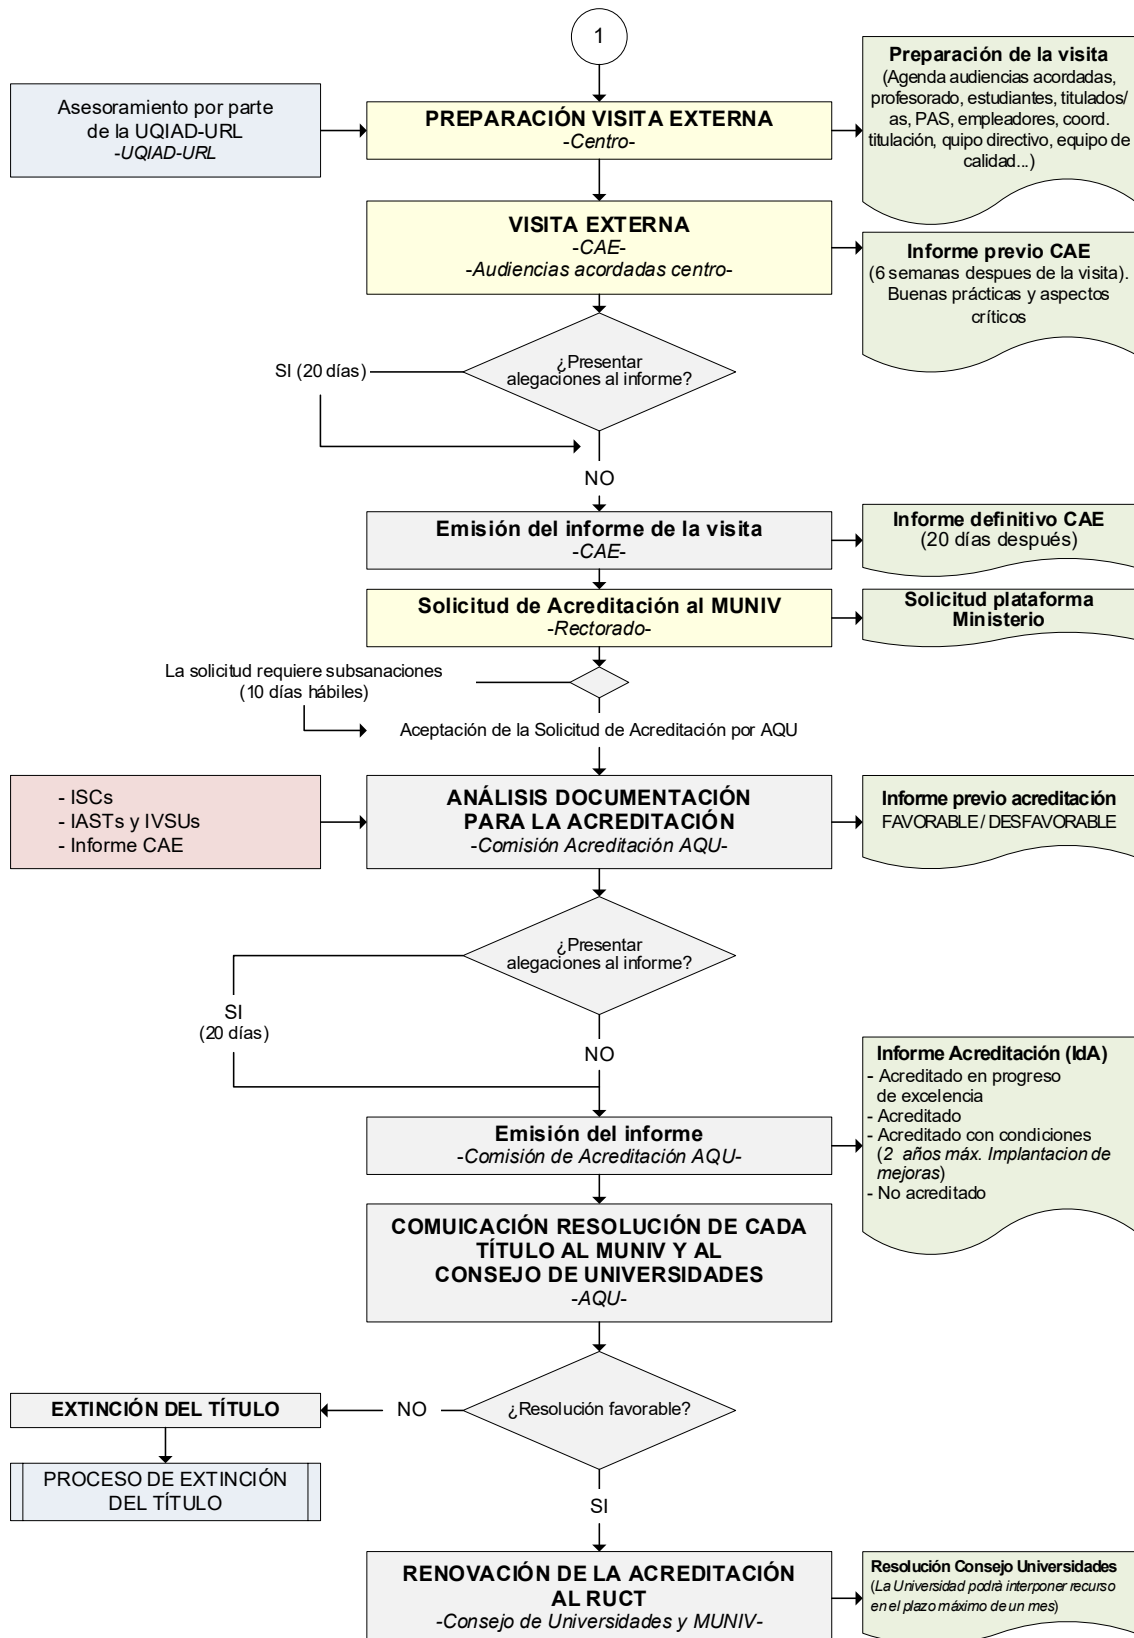 1
Preparación de la visita
(Agenda audiencias acordadas,
profesorado, estudiantes, titulados/
as, PAS, empleadores, coord.
titulación, quipo directivo, equipo de
calidad...)
Asesoramiento por parte
de la UQIAD-URL
-UQIAD-URL
PREPARACIÓN VISITA EXTERNA
-Centro-
VISITA EXTERNA
-CAE-
-Audiencias acordadas centro-
Informe previo CAE
(6 semanas despues de la visita).
Buenas prácticas y aspectos
críticos
¿Presentar
alegaciones al informe?
SI (20 días)
NO
Emisión del informe de la visita
-CAE-
Informe definitivo CAE
(20 días después)
Solicitud de Acreditación al MUNIV
-Rectorado-
Solicitud plataforma
Ministerio
La solicitud requiere subsanaciones
(10 días hábiles)
Aceptación de la Solicitud de Acreditación por AQU
- ISCs
- IASTs y IVSUs
- Informe CAE
ANÁLISIS DOCUMENTACIÓN
PARA LA ACREDITACIÓN
-Comisión Acreditación AQU-
Informe previo acreditación
FAVORABLE / DESFAVORABLE
¿Presentar
alegaciones al informe?
SI
(20 días)
NO
Informe Acreditación (IdA)
- Acreditado en progreso
de excelencia
- Acreditado
- Acreditado con condiciones
(2 años máx. Implantacion de
mejoras)
- No acreditado
Emisión del informe
-Comisión de Acreditación AQU-
COMUICACIÓN RESOLUCIÓN DE CADA
TÍTULO AL MUNIV Y AL
CONSEJO DE UNIVERSIDADES
-AQU-
¿Resolución favorable?
NO
EXTINCIÓN DEL TÍTULO
PROCESO DE EXTINCIÓN
DEL TÍTULO
SI
RENOVACIÓN DE LA ACREDITACIÓN
AL RUCT
-Consejo de Universidades y MUNIV-
Resolución Consejo Universidades
(La Universidad podrà interponer recurso
en el plazo máximo de un mes)